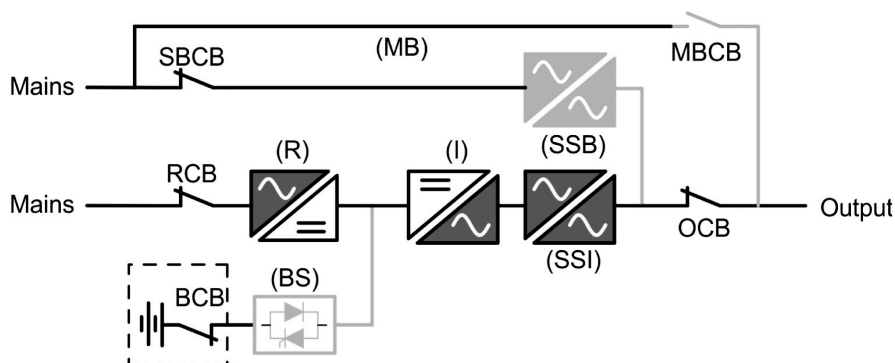 (MB)
MBCB
SBCB
Mains
(SSB)
(R)
(I)
RCB
Mains
Output
OCB
(SSI)
(BS)
BCB